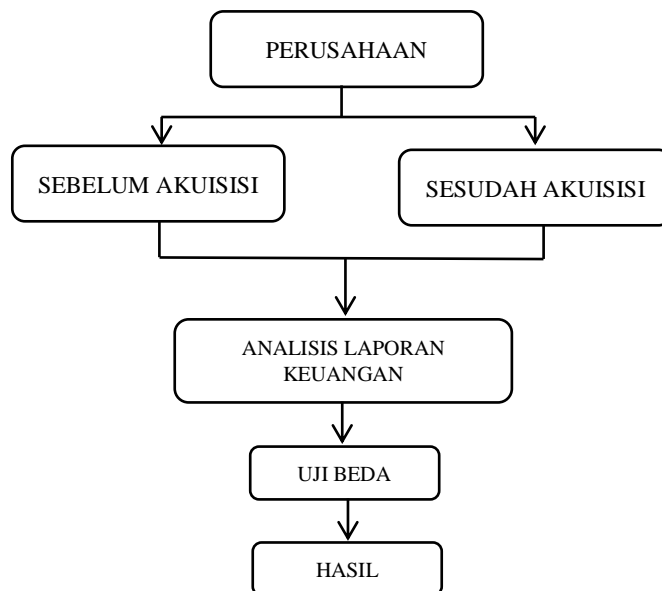 PERUSAHAAN
SEBELUM AKUISISI
SESUDAH AKUISISI
ANALISIS LAPORAN
KEUANGAN
UJI BEDA
HASIL